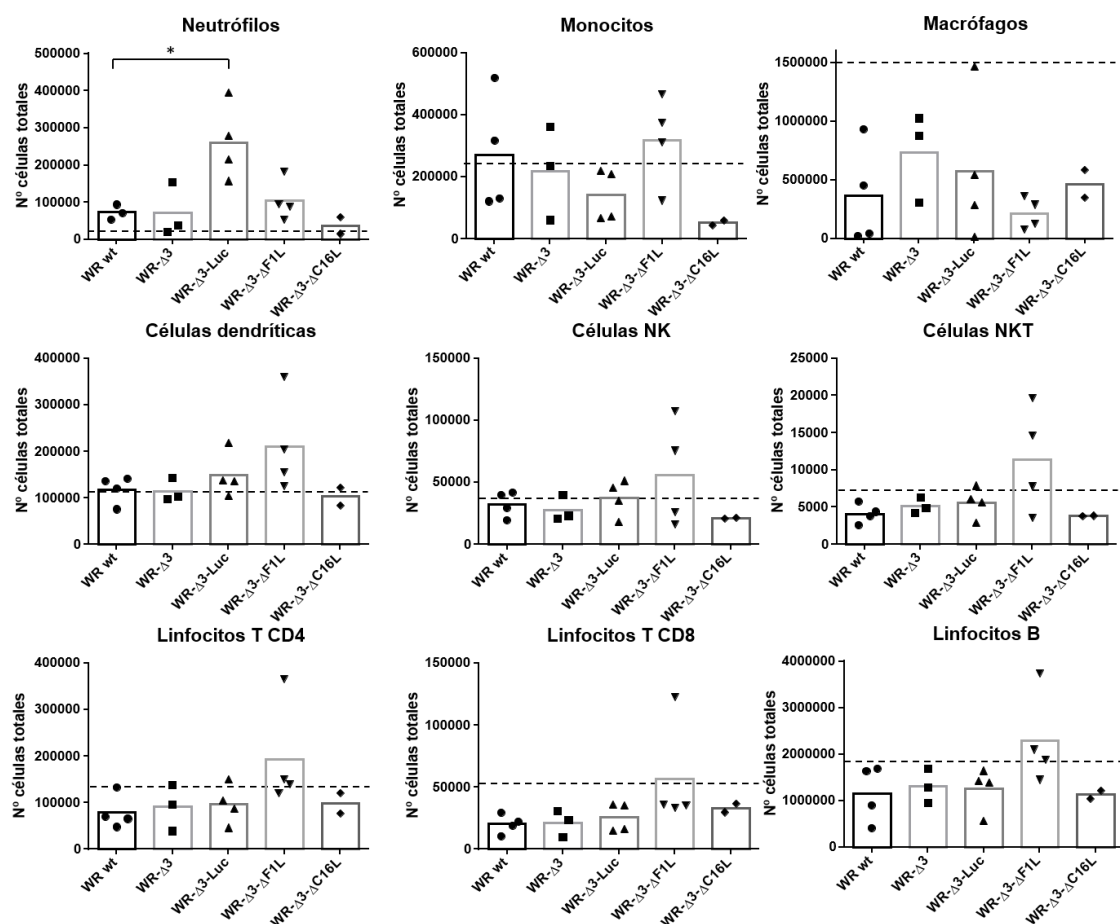 Neutrófilos
Nº células totales
500000
400000
300000
200000
100000
0
*
WR wt
WR-Δ3
WR-Δ3-Luc
WR-Δ3-ΔF1L
WR-Δ3-ΔC16L
Monocitos
Nº células totales
600000
400000
200000
0
WR wt
WR-Δ3
WR-Δ3-Luc
WR-Δ3-ΔF1L
WR-Δ3-ΔC16L
Macrófagos
Nº células totales
1500000
1000000
500000
0
WR wt
WR-Δ3
WR-Δ3-Luc
WR-Δ3-ΔF1L
WR-Δ3-ΔC16L
Células dendríticas
Nº células totales
400000
300000
200000
100000
0
WR wt
WR-Δ3
WR-Δ3-Luc
WR-Δ3-ΔF1L
WR-Δ3-ΔC16L
Células NK
Nº células totales
150000
100000
50000
0
WR wt
WR-Δ3
WR-Δ3-Luc
WR-Δ3-ΔF1L
WR-Δ3-ΔC16L
Células NKT
Nº células totales
25000
20000
15000
10000
5000
0
WR wt
WR-Δ3
WR-Δ3-Luc
WR-Δ3-ΔF1L
WR-Δ3-ΔC16L
Linfocitos T CD4
Nº células totales
400000
300000
200000
100000
0
WR wt
WR-Δ3
WR-Δ3-Luc
WR-Δ3-ΔF1L
WR-Δ3-ΔC16L
Linfocitos T CD8
Nº células totales
150000
100000
50000
0
WR wt
WR-Δ3
WR-Δ3-Luc
WR-Δ3-ΔF1L
WR-Δ3-ΔC16L
Linfocitos B
Nº células totales
4000000
3000000
2000000
1000000
0
WR wt
WR-Δ3
WR-Δ3-Luc
WR-Δ3-ΔF1L
WR-Δ3-ΔC16L